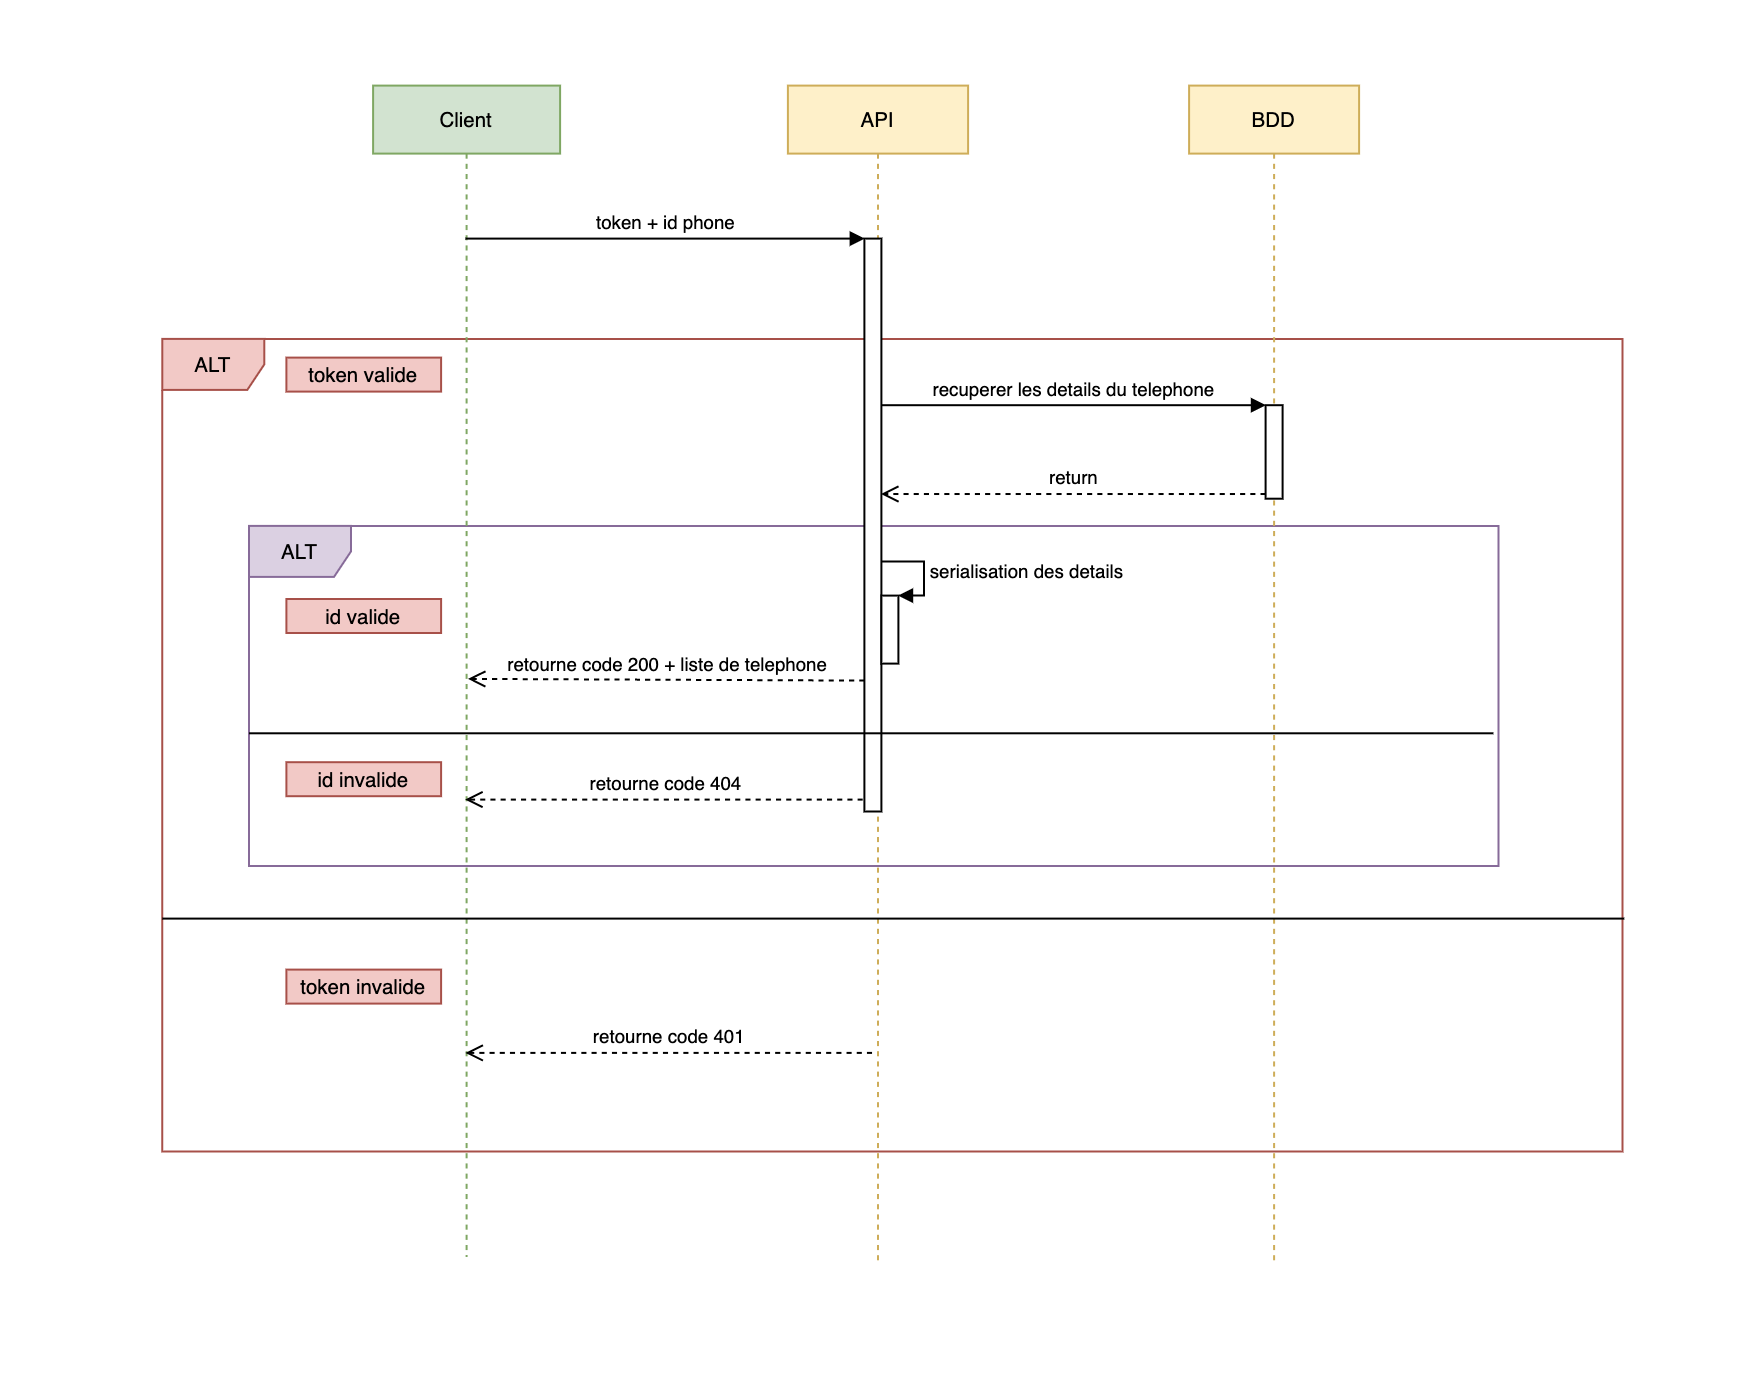 Client
API
BDD
token + id phone
ALT
token valide
recuperer les details du telephone
return
ALT
serialisation des details
id valide
retourne code 200 + liste de telephone
id invalide
retourne code 404
token invalide
retourne code 401